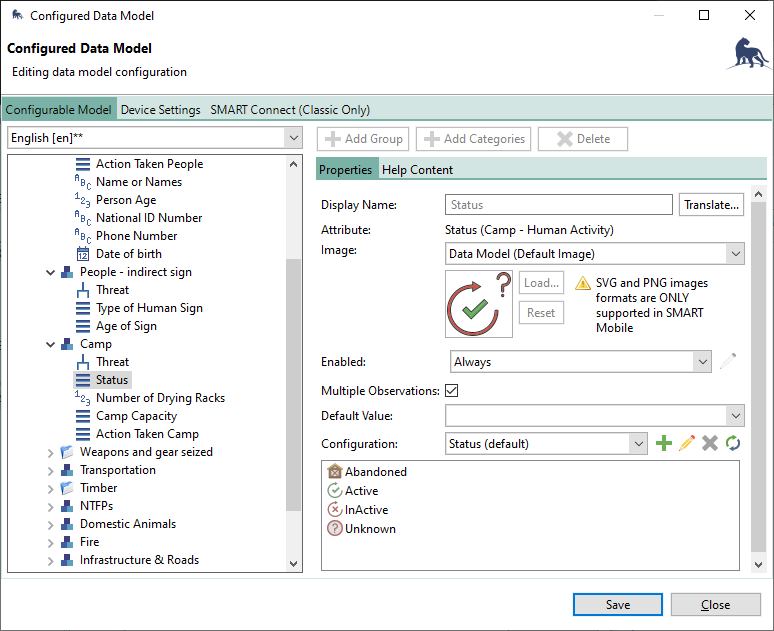 Configured Data Model
Configured Data Model
Editing data model configuration
Configurable Model
Device Settings
SMART Connect (Classic Only)
English [en]**
Add Group
Add Categories
Delete
Action Taken People
Name or Names
Person Age
National ID Number
Phone Number
Date of birth
People - indirect sign
Threat
Type of Human Sign
Age of Sign
Camp
Threat
Status
Number of Drying Racks
Camp Capacity
Action Taken Camp
Weapons and gear seized
Transportation
Timber
NTFPs
Domestic Animals
Fire
Infrastructure & Roads
Properties
Help Content
Display Name:
Status
Translate...
Attribute:
Status (Camp - Human Activity)
Image:
Data Model (Default Image)
Load...
Reset
SVG and PNG images
formats are ONLY
supported in SMART
Mobile
Enabled:
Always
Multiple Observations:
Default Value:
Configuration:
Status (default)
Abandoned
Active
InActive
Unknown
Save
Close